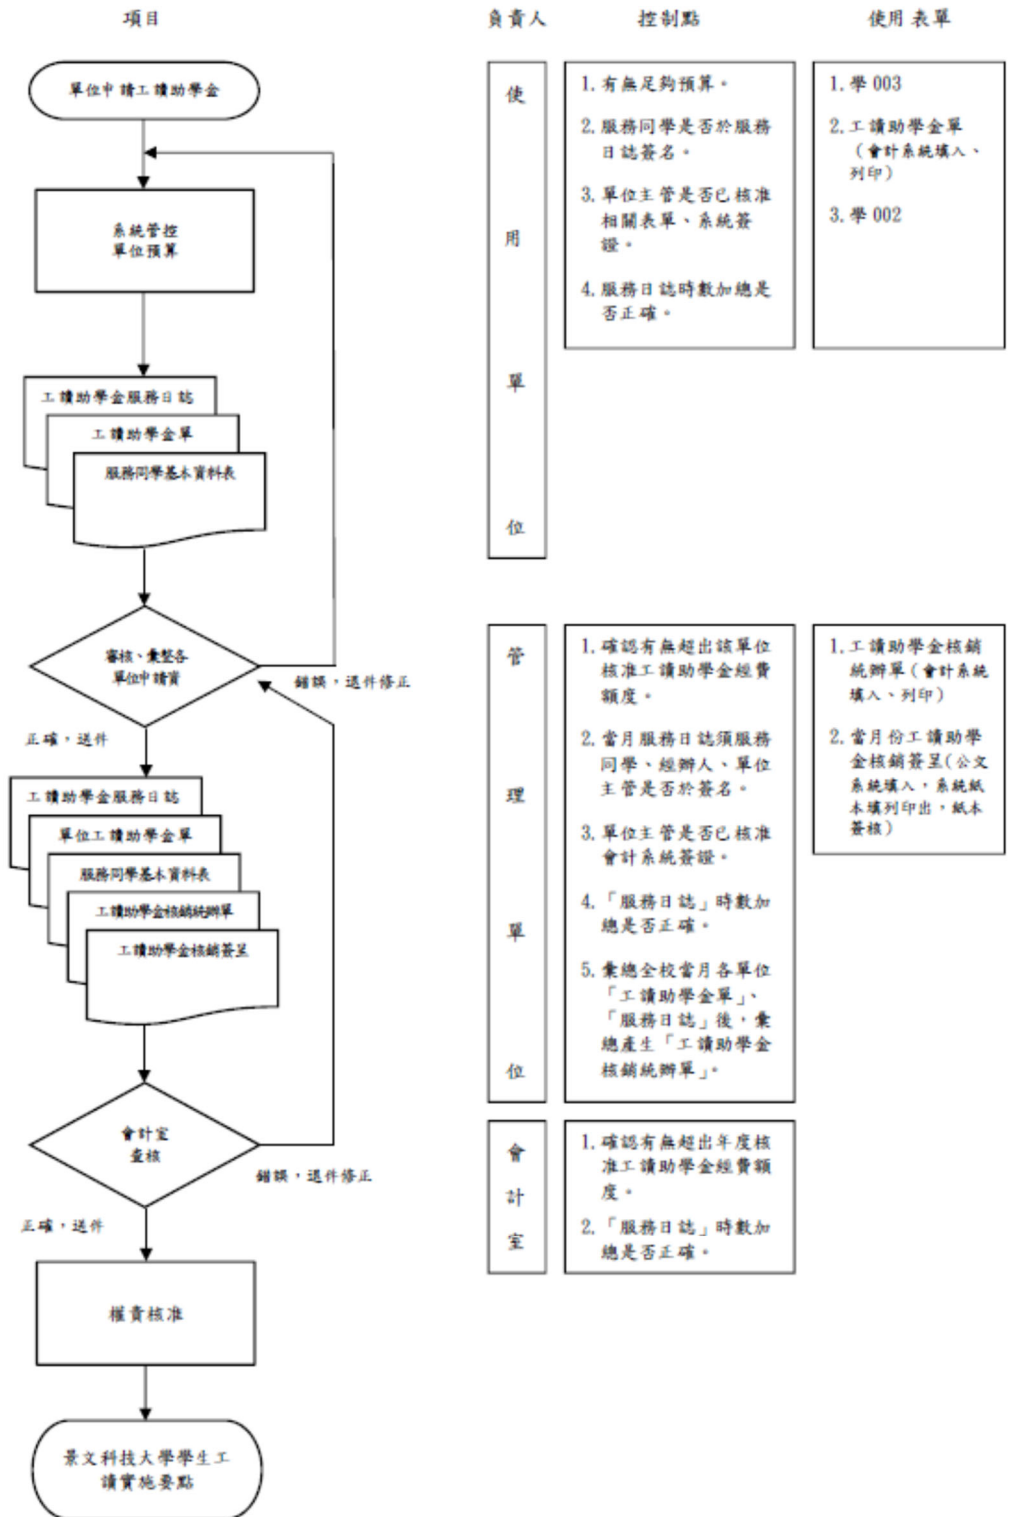 項目
負責人
控制點
使用表單
單位申請工讀助學金
系統管控
單位預算
工讀助學金服務日誌
工讀助學金單
服務同學基本資料表
審核、彙整各
單位申請資
錯誤，退件修正
正確，送件
工讀助學金服務日誌
單位工讀助學金單
服務同學基本資料表
工讀助學金核銷統辦單
工讀助學金核銷簽呈
會計室
查核
錯誤，退件修正
正確，送件
權責核准
景文科技大學學生工
讀實施要點
使
用
單
位
1. 有無足夠預算。
2. 服務同學是否於服務
日誌簽名。
3. 單位主管是否已核准
相關表單、系統簽
證。
4. 服務日誌時數加總是
否正確。
1. 學 003
2. 工讀助學金單
（會計系統填入、
列印）
3. 學 002
管
理
單
位
1. 確認有無超出該單位
核准工讀助學金經費
額度。
2. 當月服務日誌須服務
同學、經辦人、單位
主管是否於簽名。
3. 單位主管是否已核准
會計系統簽證。
4. 「服務日誌」時數加
總是否正確。
5. 彙總全校當月各單位
「工讀助學金單」、
「服務日誌」後，彙
總產生「工讀助學金
核銷統辦單」。
1. 工讀助學金核銷
統辦單(會計系統
填入、列印)
2. 當月份工讀助學
金核銷簽呈(公文
系統填入，系統紙
本填列印出，紙本
簽核)
會
計
室
1. 確認有無超出年度核
准工讀助學金經費額
度。
2. 「服務日誌」時數加
總是否正確。